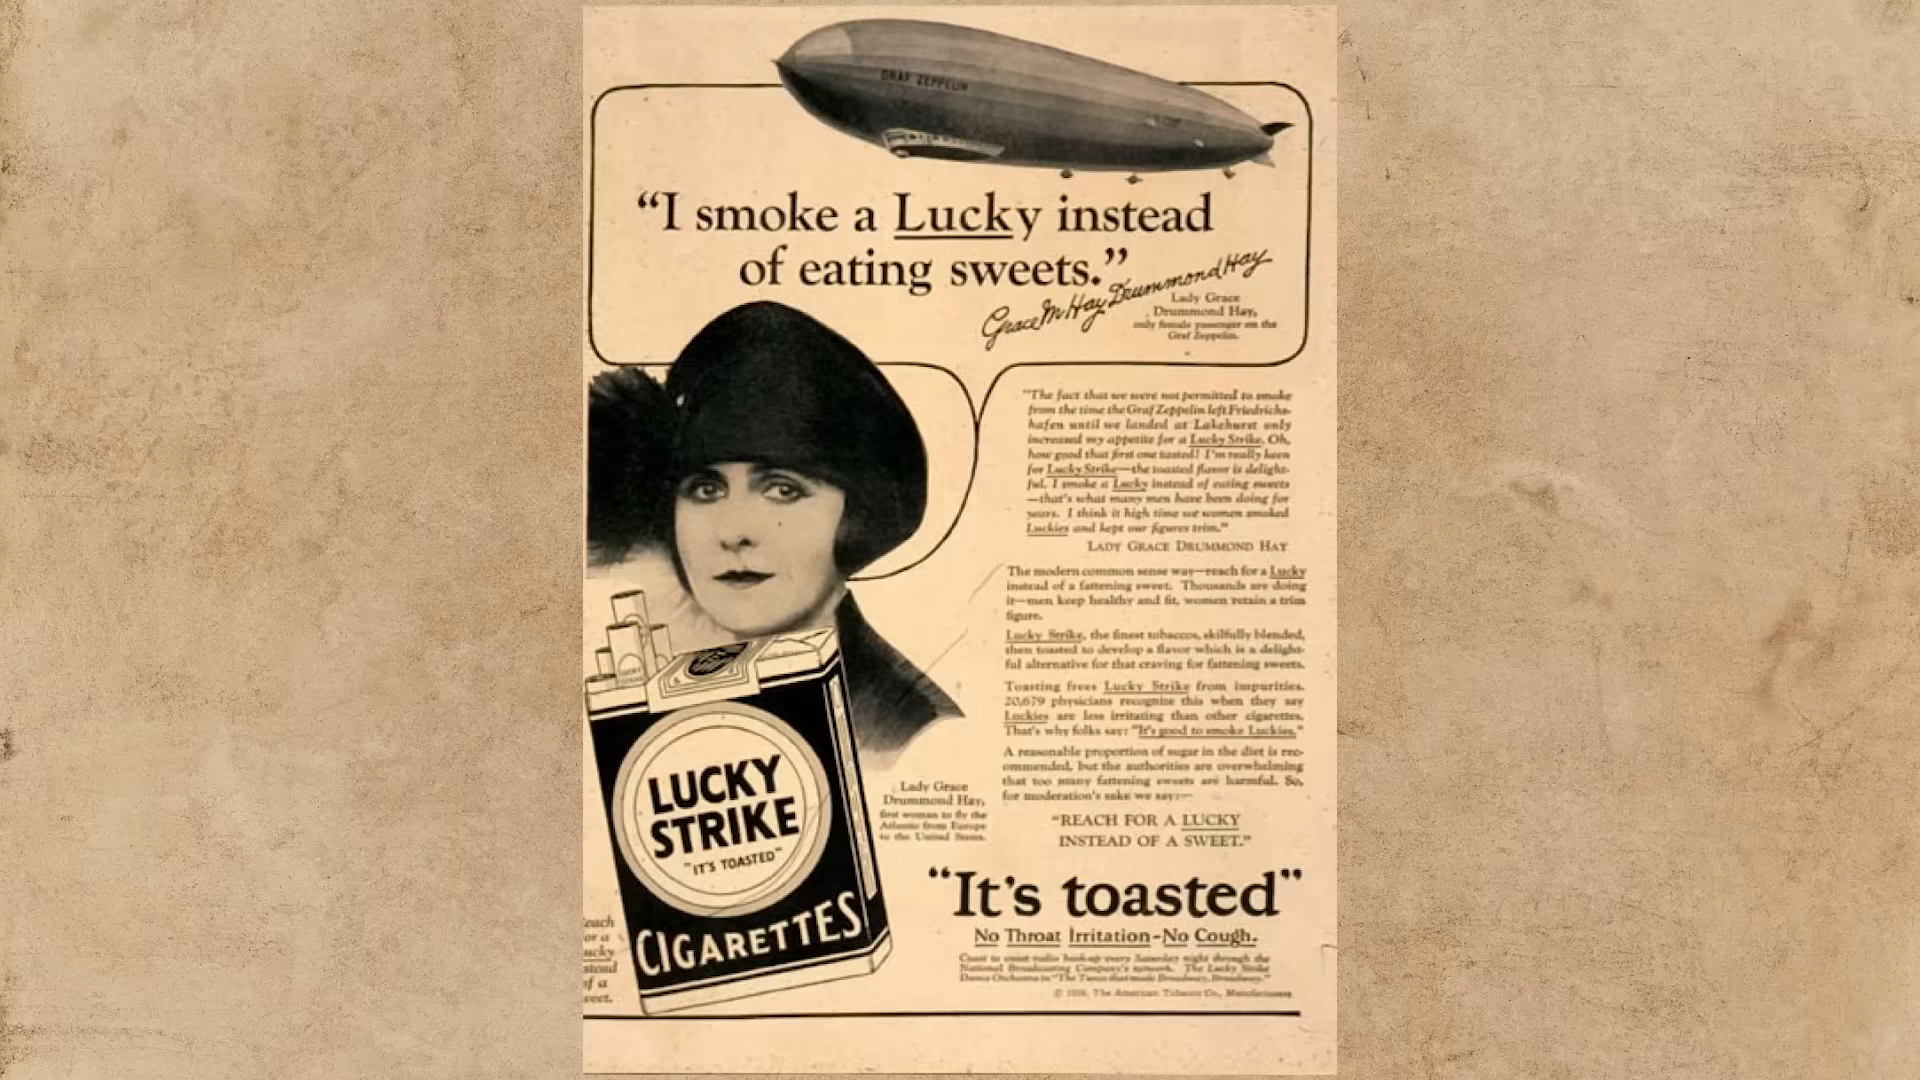 GRAF ZEPPELIN
“I smoke a Lucky instead
of eating sweets.”
Grace M Hay Drummond Hay
Lady Grace
Drummond Hay,
only female passenger on the
Graf Zeppelin.
"The fact that we were not permitted to smoke
from the time the Graf Zeppelin left Friedrichs-
hafen until we landed at Lakehurst only
increased my appetite for a Lucky Strike. Oh,
how good that first one tasted! I'm really keen
for Lucky Strike—the toasted flavor is delight-
ful. I smoke a Lucky instead of eating sweets
—that's what many men have been doing for
years. I think it high time we women smoked
Luckies and kept our figures trim."
LADY GRACE DRUMMOND HAY
The modern common sense way—reach for a Lucky
instead of a fattening sweet. Thousands are doing
it—men keep healthy and fit, women retain a trim
figure.
Lucky Strike, the finest tobaccos, skilfully blended,
then toasted to develop a flavor which is a delight-
ful alternative for that craving for fattening sweets.
Toasting frees Lucky Strike from impurities.
20,679 physicians recognize this when they say
Luckies are less irritating than other cigarettes.
That's why folks say: "It's good to smoke Luckies."
A reasonable proportion of sugar in the diet is rec-
ommended, but the authorities are overwhelming
that too many fattening sweets are harmful. So,
for moderation's sake we say:—
"REACH FOR A LUCKY
INSTEAD OF A SWEET."
Lady Grace
Drummond Hay,
first woman to fly the
Atlantic from Europe
to the United States.
LUCKY
STRIKE
"IT'S TOASTED"
CIGARETTES
each
or a
ucky
stead
of a
weet.
“It's toasted”
No Throat Irritation-No Cough.
Coast to coast radio hook-up every Saturday night through the
National Broadcasting Company's network. The Lucky Strike
Dance Orchestra in "The Tunes that made Broadway, Broadway."
The American Tobacco Co., Manufacturers